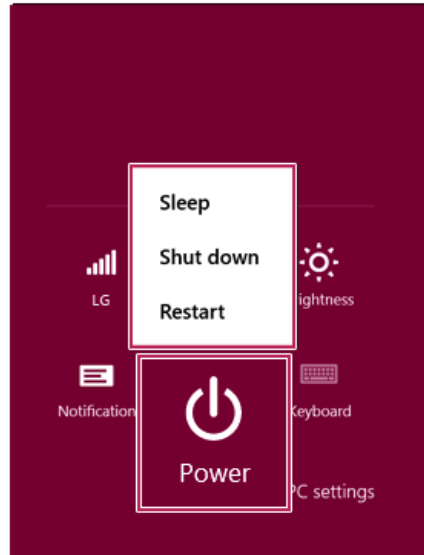 Sleep
Shut down
Restart
LG
ightness
Notification
Power
Keyboard
PC settings